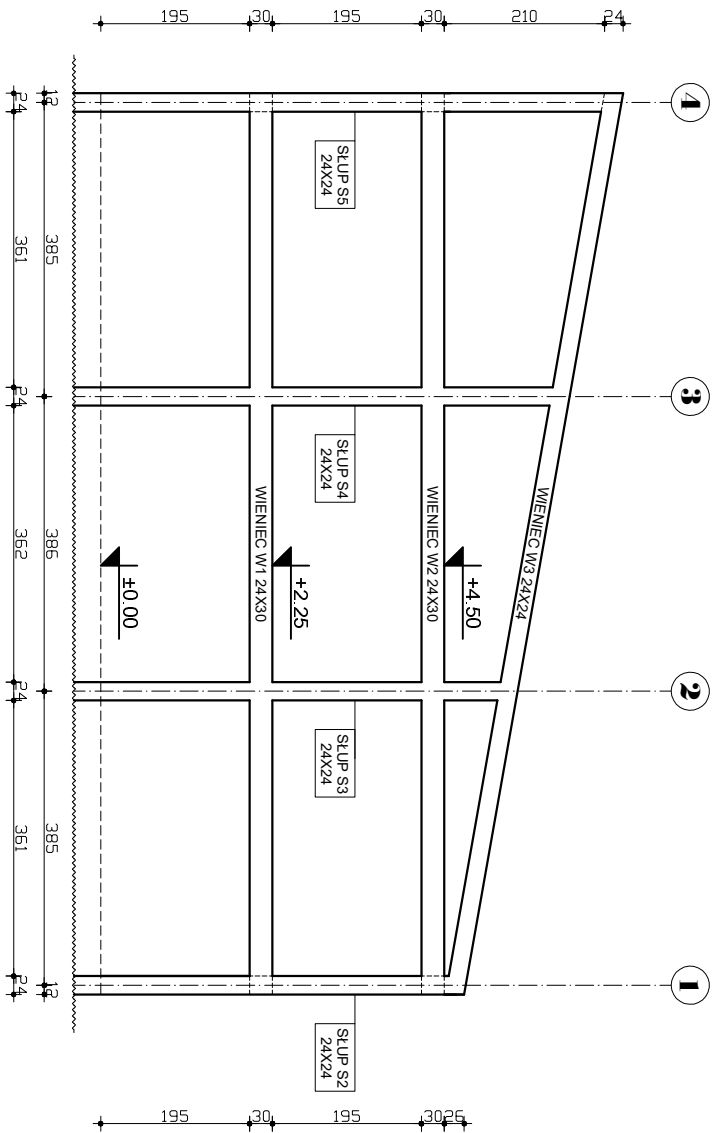 4
3
2
1
24
210
30
195
30
195
WIENIEC W3 24X24
+4.50
WIENIEC W2 24X30
SŁUP S5
24X24
SŁUP S4
24X24
SŁUP S3
24X24
SŁUP S2
24X24
+2.25
WIENIEC W1 24X30
±0.00
26
30
195
30
195
12 385 386 385 12
24 361 24 362 24 361 24